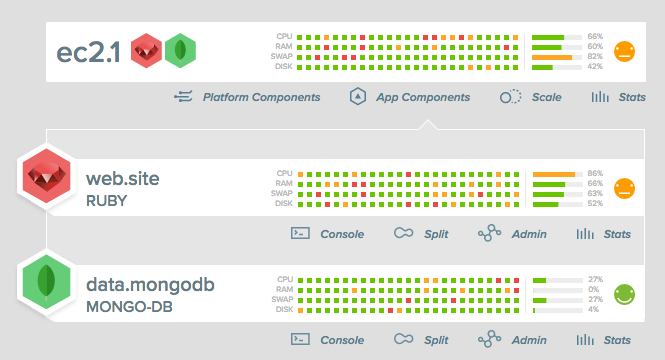 ec2.1
CPU 66%
RAM 60%
SWAP 82%
DISK 42%
Platform Components App Components Scale Stats
web.site
RUBY
CPU 86%
RAM 66%
SWAP 63%
DISK 52%
Console Split Admin Stats
data.mongodb
MONGO-DB
CPU 27%
RAM 0%
SWAP 27%
DISK 4%
Console Split Admin Stats